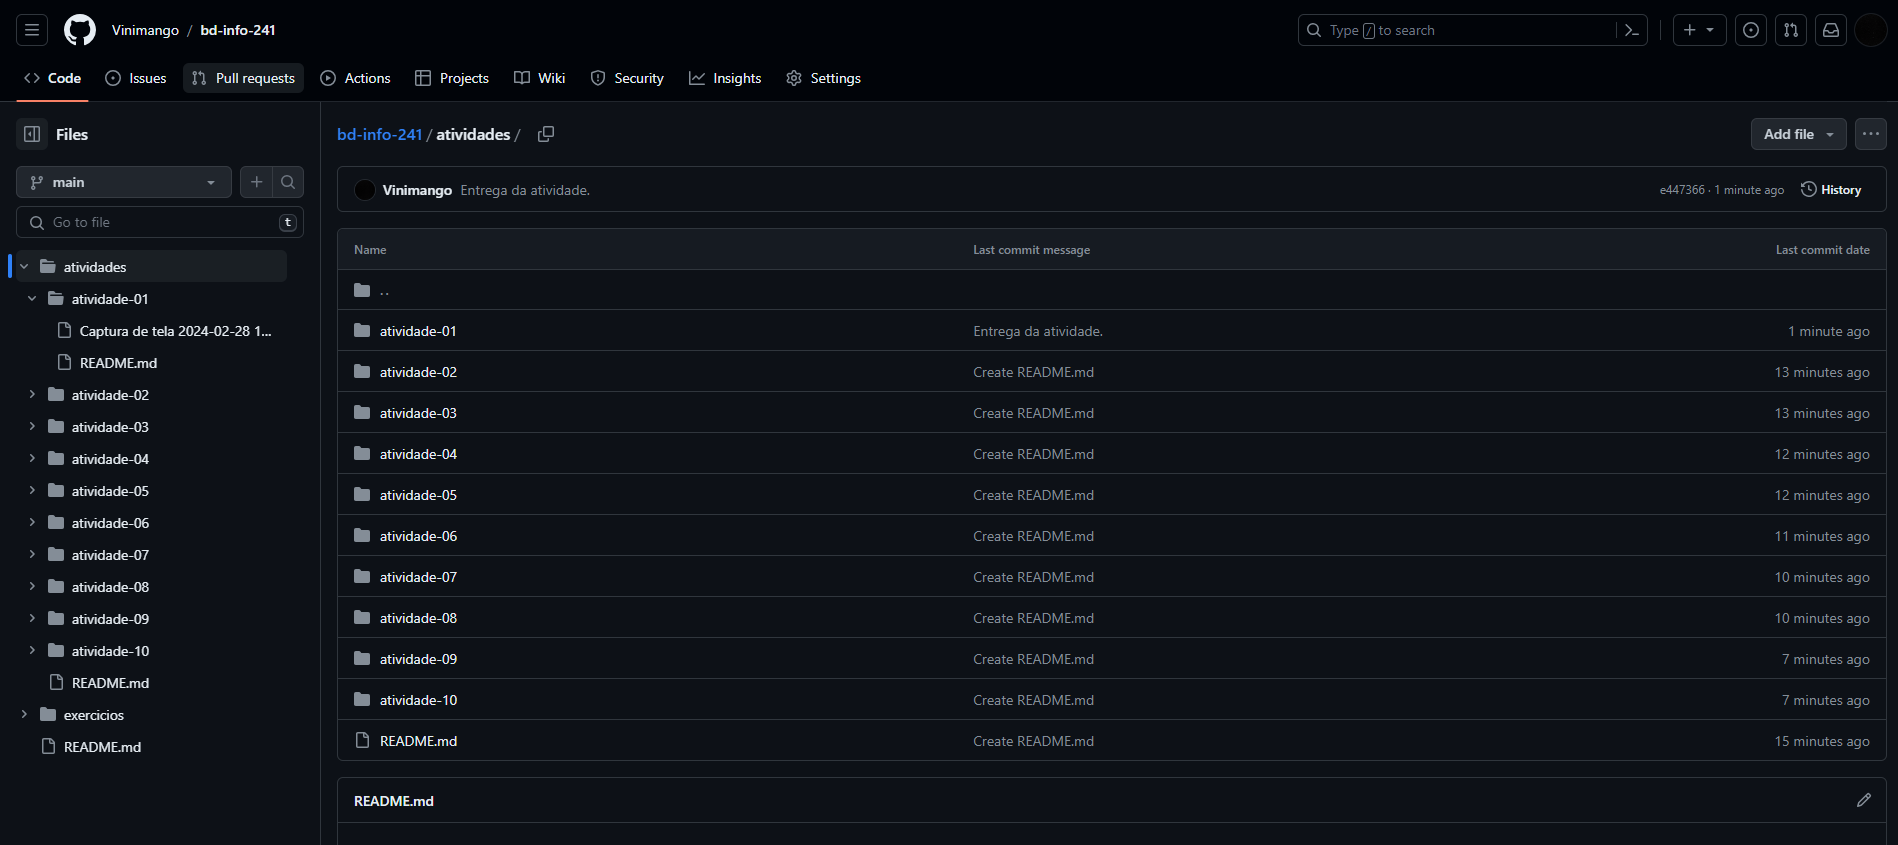 Vinimango / bd-info-241
Type / to search
Code Issues Pull requests Actions Projects Wiki Security Insights Settings
Files
main
Go to file t
atividades
atividade-01
Captura de tela 2024-02-28 1...
README.md
atividade-02
atividade-03
atividade-04
atividade-05
atividade-06
atividade-07
atividade-08
atividade-09
atividade-10
README.md
exercicios
README.md
bd-info-241 / atividades /
Add file ...
Vinimango Entrega da atividade. e447366 · 1 minute ago History
Name Last commit message Last commit date
..
atividade-01 Entrega da atividade. 1 minute ago
atividade-02 Create README.md 13 minutes ago
atividade-03 Create README.md 13 minutes ago
atividade-04 Create README.md 12 minutes ago
atividade-05 Create README.md 12 minutes ago
atividade-06 Create README.md 11 minutes ago
atividade-07 Create README.md 10 minutes ago
atividade-08 Create README.md 10 minutes ago
atividade-09 Create README.md 7 minutes ago
atividade-10 Create README.md 7 minutes ago
README.md Create README.md 15 minutes ago
README.md